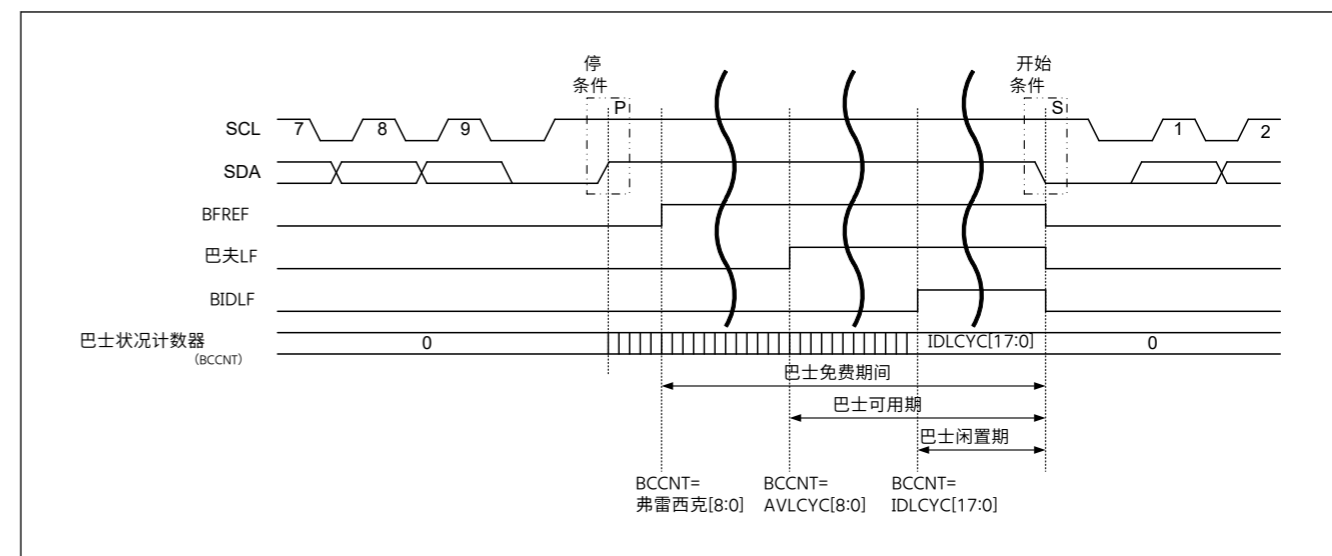 停
条件
开始
条件
P
S
SCL
7
8
9
1
2
SDA
BFREF
巴夫LF
BIDLF
巴士状况计数器
(BCCNT)
0
IDLCYC[17:0]
0
巴士免费期间
巴士可用期
巴士闲置期
BCCNT=
弗雷西克[8:0]
BCCNT=
AVLCYC[8:0]
BCCNT=
IDLCYC[17:0]